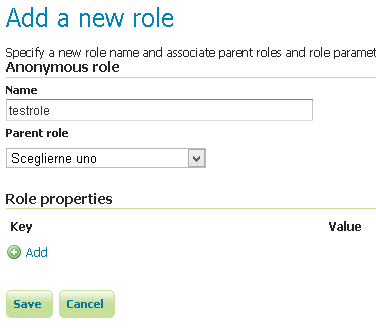 Add a new role
Specify a new role name and associate parent roles and role paramet
Anonymous role
Name
testrole
Parent role
Sceglierne uno
Role properties
Key Value
Add
Save Cancel